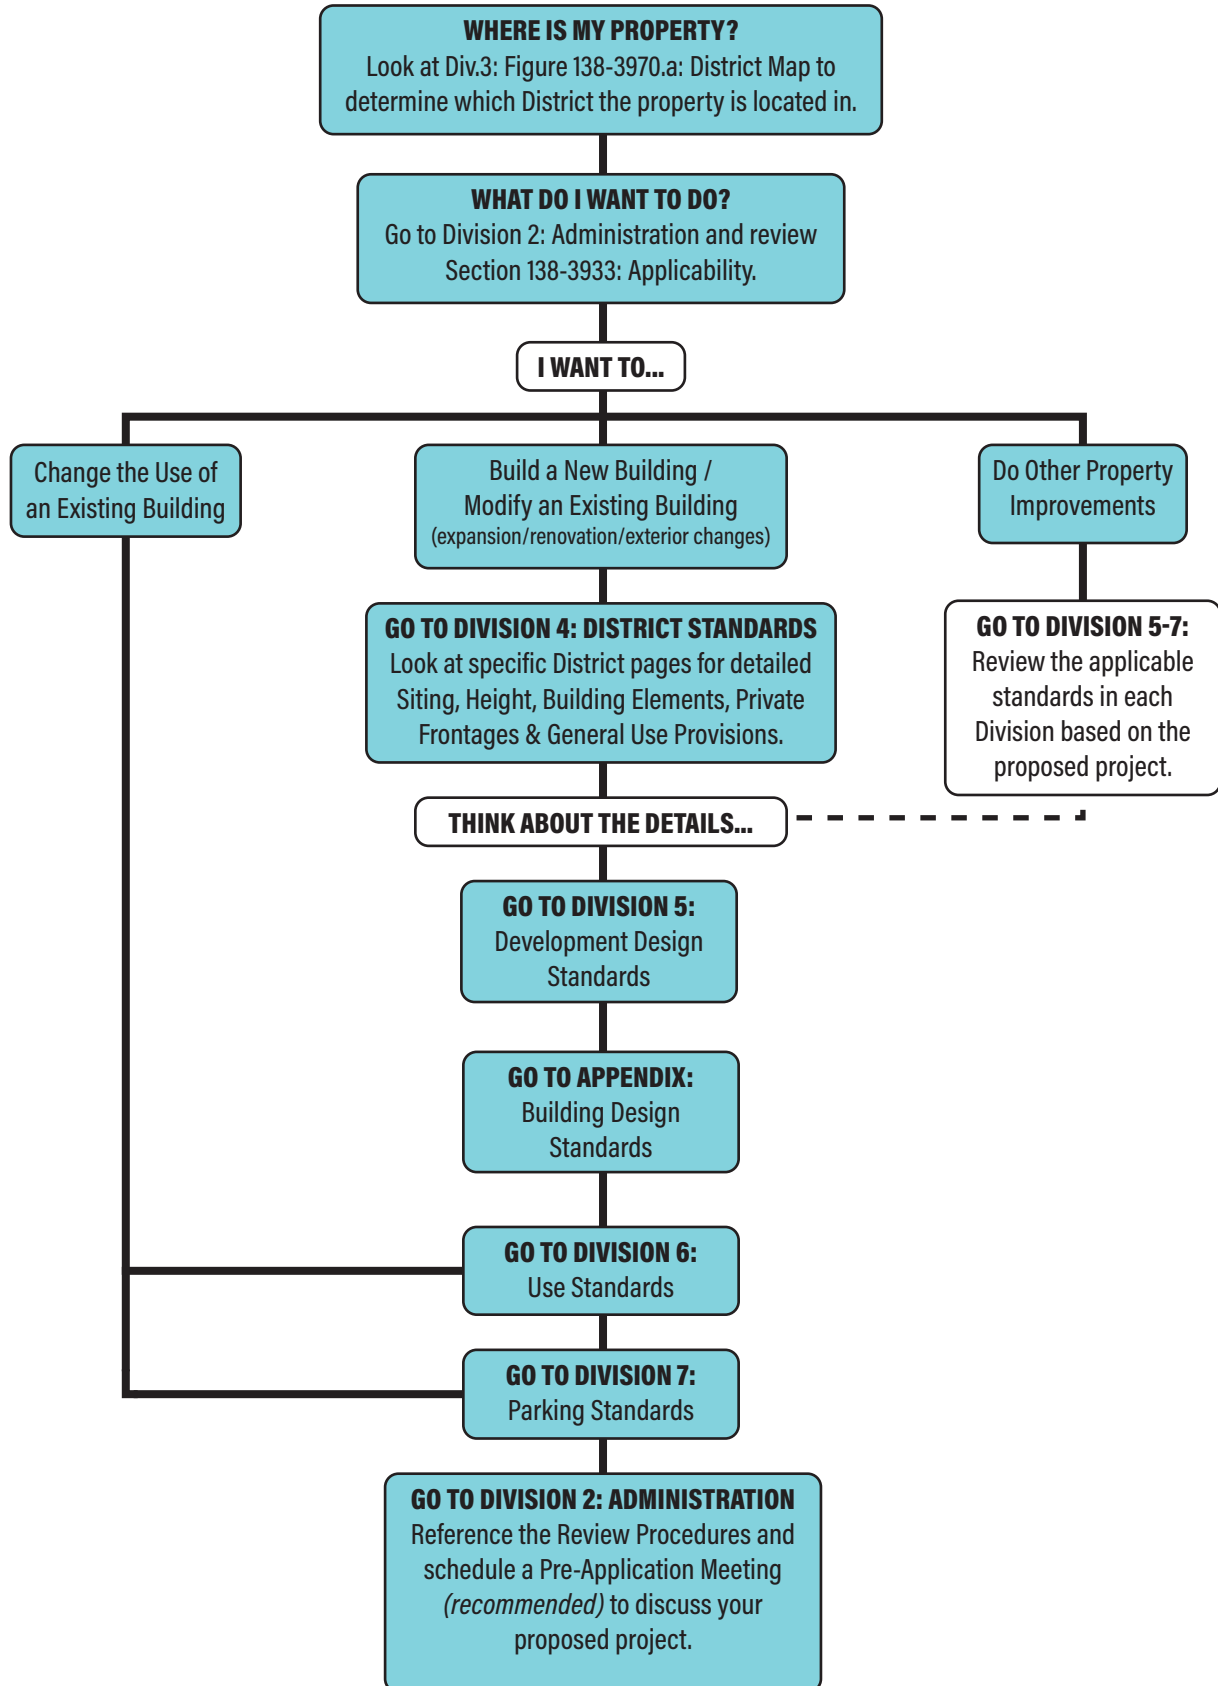 WHERE IS MY PROPERTY?
Look at Div.3: Figure 138-3970.a: District Map to
determine which District the property is located in.
WHAT DO I WANT TO DO?
Go to Division 2: Administration and review
Section 138-3933: Applicability.
I WANT TO...
Change the Use of
an Existing Building
Build a New Building /
Modify an Existing Building
(expansion/renovation/exterior changes)
Do Other Property
Improvements
GO TO DIVISION 4: DISTRICT STANDARDS
Look at specific District pages for detailed
Siting, Height, Building Elements, Private
Frontages & General Use Provisions.
GO TO DIVISION 5-7:
Review the applicable
standards in each
Division based on the
proposed project.
THINK ABOUT THE DETAILS...
GO TO DIVISION 5:
Development Design
Standards
GO TO APPENDIX:
Building Design
Standards
GO TO DIVISION 6:
Use Standards
GO TO DIVISION 7:
Parking Standards
GO TO DIVISION 2: ADMINISTRATION
Reference the Review Procedures and
schedule a Pre-Application Meeting
(recommended) to discuss your
proposed project.